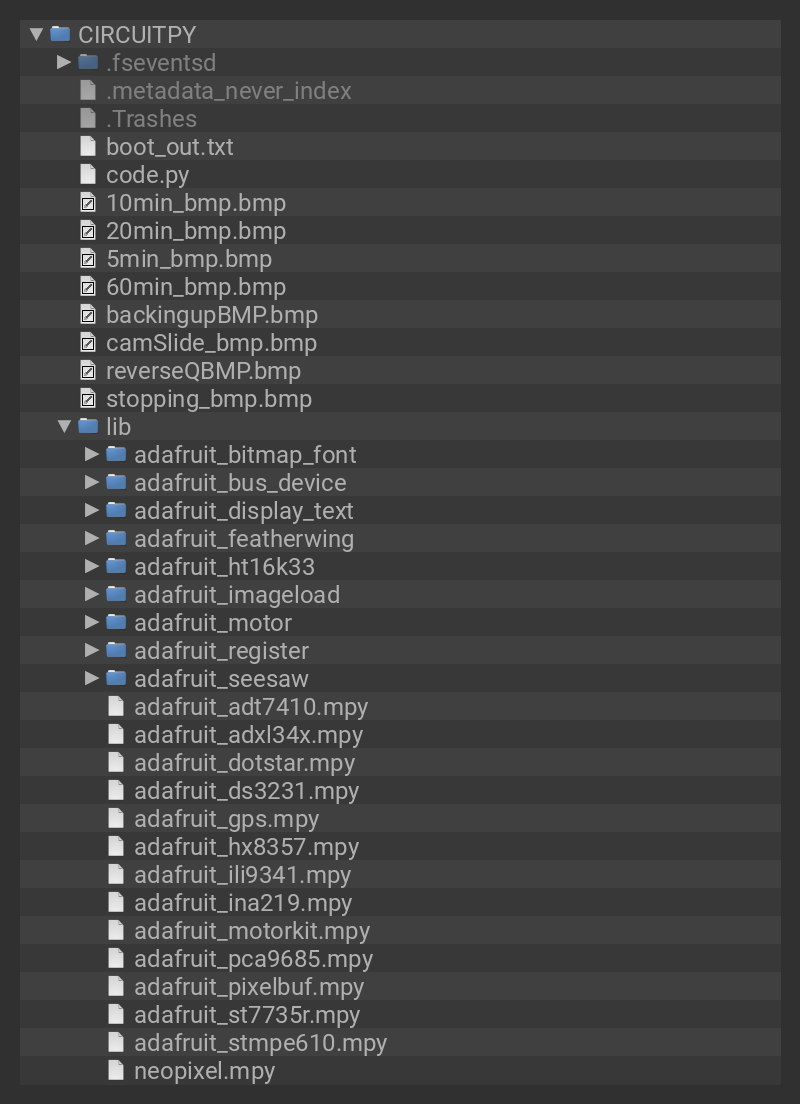 CIRCUITPY
.fseventsd
.metadata_never_index
.Trashes
boot_out.txt
code.py
10min_bmp.bmp
20min_bmp.bmp
5min_bmp.bmp
60min_bmp.bmp
backingupBMP.bmp
camSlide_bmp.bmp
reverseQBMP.bmp
stopping_bmp.bmp
lib
adafruit_bitmap_font
adafruit_bus_device
adafruit_display_text
adafruit_featherwing
adafruit_ht16k33
adafruit_imageload
adafruit_motor
adafruit_register
adafruit_seesaw
adafruit_adt7410.mpy
adafruit_adxl34x.mpy
adafruit_dotstar.mpy
adafruit_ds3231.mpy
adafruit_gps.mpy
adafruit_hx8357.mpy
adafruit_ili9341.mpy
adafruit_ina219.mpy
adafruit_motorkit.mpy
adafruit_pca9685.mpy
adafruit_pixelbuf.mpy
adafruit_st7735r.mpy
adafruit_stmpe610.mpy
neopixel.mpy